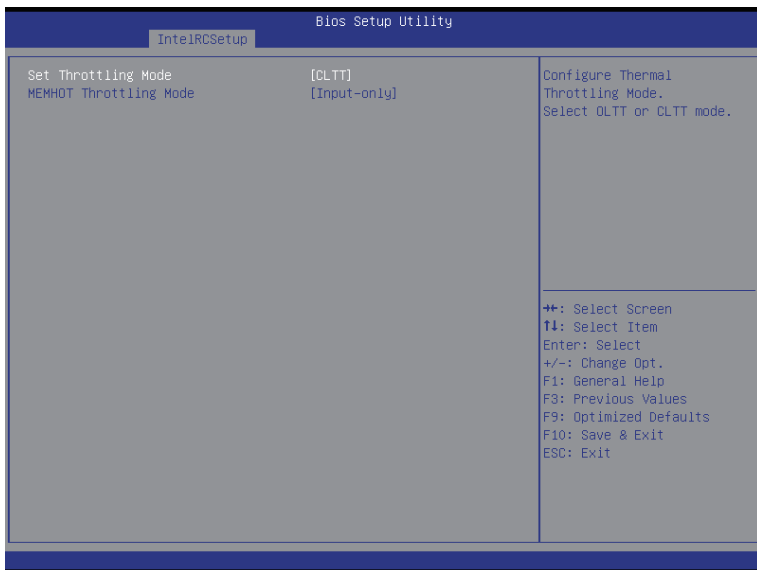 Bios Setup Utility
IntelRCSetup
Set Throttling Mode [CLTT]
MEMHOT Throttling Mode [Input-only]
Configure Thermal
Throttling Mode.
Select OLTT or CLTT mode.
→←: Select Screen
↑↓: Select Item
Enter: Select
+/-: Change Opt.
F1: General Help
F3: Previous Values
F9: Optimized Defaults
F10: Save & Exit
ESC: Exit